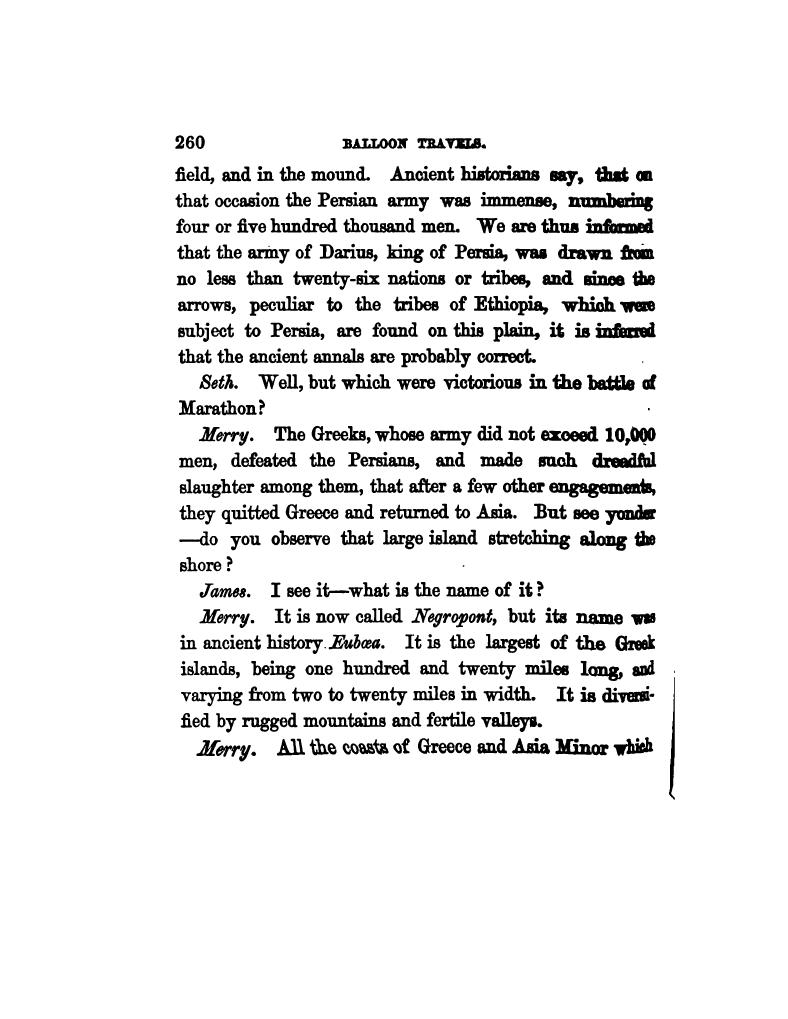 260 BALLOON TRAVELS.
field, and in the mound. Ancient historians say, that on
that occasion the Persian army was immense, numbering
four or five hundred thousand men. We are thus informed
that the army of Darius, king of Persia, was drawn from
no less than twenty-six nations or tribes, and since the
arrows, peculiar to the tribes of Ethiopia, which were
subject to Persia, are found on this plain, it is inferred
that the ancient annals are probably correct.
Seth. Well, but which were victorious in the battle of
Marathon?
Merry. The Greeks, whose army did not exceed 10,000
men, defeated the Persians, and made such dreadful
slaughter among them, that after a few other engagements,
they quitted Greece and returned to Asia. But see yonder
—do you observe that large island stretching along the
shore?
James. I see it—what is the name of it?
Merry. It is now called Negropont, but its name was
in ancient history Eubœa. It is the largest of the Greek
islands, being one hundred and twenty miles long, and
varying from two to twenty miles in width. It is diversi-
fied by rugged mountains and fertile valleys.
Merry. All the coasts of Greece and Asia Minor which